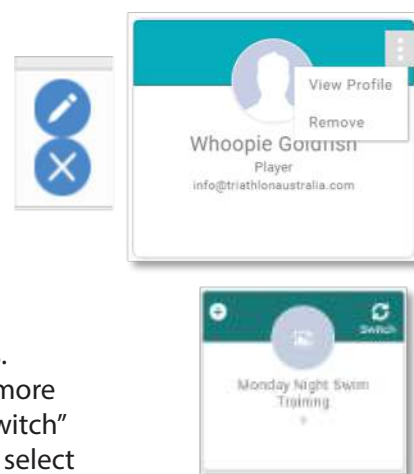 View Profile
Remove
Whoopie Goldfish
Player
info@triathlonaustralia.com
Switch
Monday Night Swim
Training
more
witch"
select